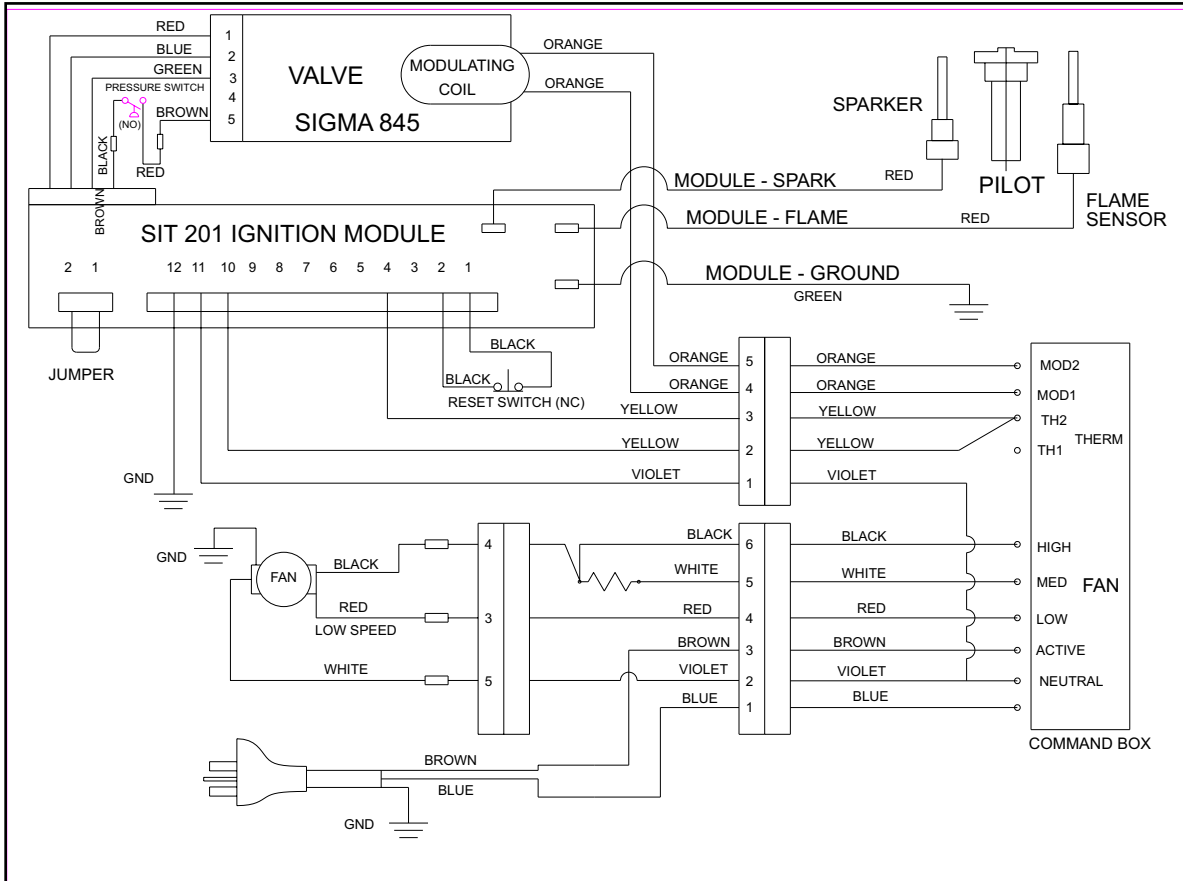 RED
1
BLUE
2
GREEN
3
PRESSURE SWITCH
4
(NO)
BROWN
5
BLACK
RED
BROWN
VALVE
SIGMA 845
MODULATING
COIL
ORANGE
ORANGE
SPARKER
PILOT
FLAME
SENSOR
MODULE - SPARK
RED
MODULE - FLAME
RED
MODULE - GROUND
GREEN
SIT 201 IGNITION MODULE
2 1
12 11 10 9 8 7 6 5 4 3 2 1
JUMPER
BLACK
BLACK
RESET SWITCH (NC)
ORANGE 5 ORANGE MOD2
ORANGE 4 ORANGE MOD1
YELLOW 3 YELLOW TH2
THERM
YELLOW 2 YELLOW TH1
VIOLET 1 VIOLET
GND
GND
FAN
BLACK 4
BLACK 6 BLACK HIGH
WHITE 5 WHITE MED
FAN
RED 3
LOW SPEED
RED 4 RED LOW
BROWN 3 BROWN ACTIVE
WHITE 5
VIOLET 2 VIOLET NEUTRAL
BLUE 1 BLUE
COMMAND BOX
BROWN
BLUE
GND